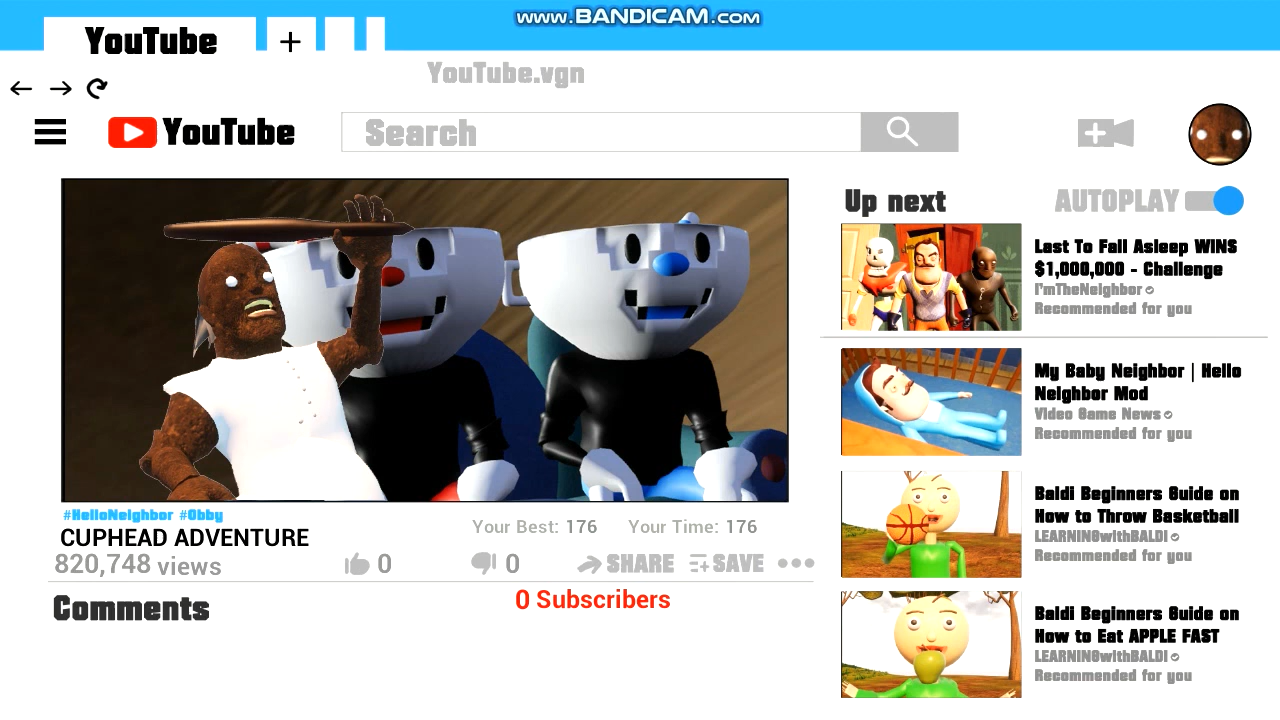 www.BANDICAM.com
YouTube
+
YouTube.vgn
YouTube
Search
Up next
AUTOPLAY
Last To Fall Asleep WINS
$1,000,000 - Challenge
I'mTheNeighbor
Recommended for you
My Baby Neighbor | Hello
Neighbor Mod
Video Game News
Recommended for you
Baldi Beginners Guide on
How to Throw Basketball
LEARNINGwithBALDI
Recommended for you
Baldi Beginners Guide on
How to Eat APPLE FAST
LEARNINGwithBALDI
Recommended for you
#HelloNeighbor #Obby
CUPHEAD ADVENTURE
Your Best: 176 Your Time: 176
820,748 views
0 0 SHARE SAVE
0 Subscribers
Comments